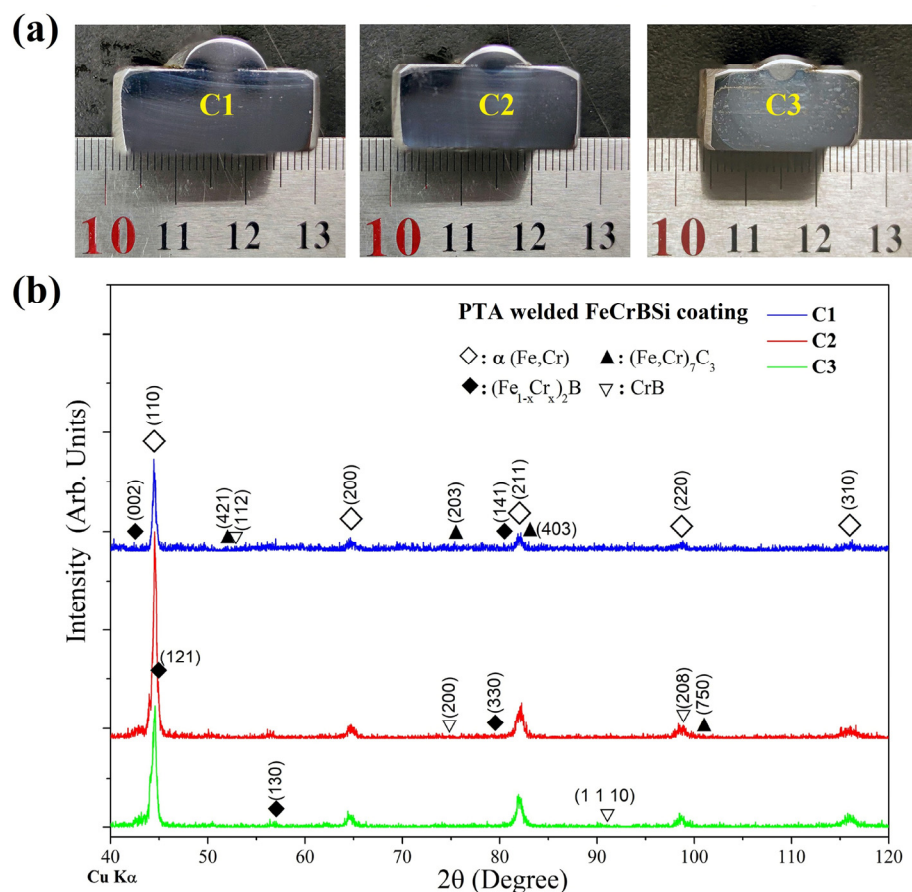 (a)
C1
C2
C3
10 11 12 13
10 11 12 13
10 11 12 13
(b)
PTA welded FeCrBSi coating
C1
C2
C3
◇: α (Fe,Cr) ▲: (Fe,Cr)₇C₃
◆: (Fe₁₋ₓCrₓ)₂B ▽: CrB
(110)
(002)
(421)
(112)
(200)
(203)
(141)
(211)
(403)
(220)
(310)
(121)
(200)
(330)
(208)
(750)
(130)
(1 1 10)
Intensity (Arb. Units)
40 50 60 70 80 90 100 110 120
Cu Kα
2θ (Degree)